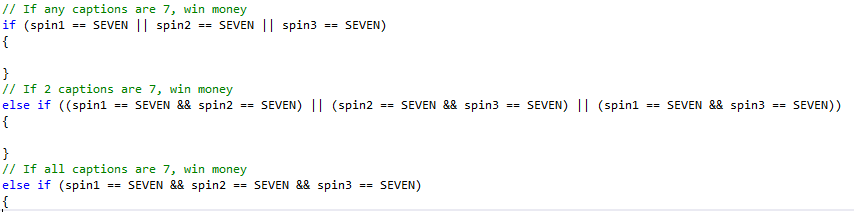 // If any captions are 7, win money
if (spin1 == SEVEN || spin2 == SEVEN || spin3 == SEVEN)
{
}
// If 2 captions are 7, win money
else if ((spin1 == SEVEN && spin2 == SEVEN) || (spin2 == SEVEN && spin3 == SEVEN) || (spin1 == SEVEN && spin3 == SEVEN))
{
}
// If all captions are 7, win money
else if (spin1 == SEVEN && spin2 == SEVEN && spin3 == SEVEN)
{